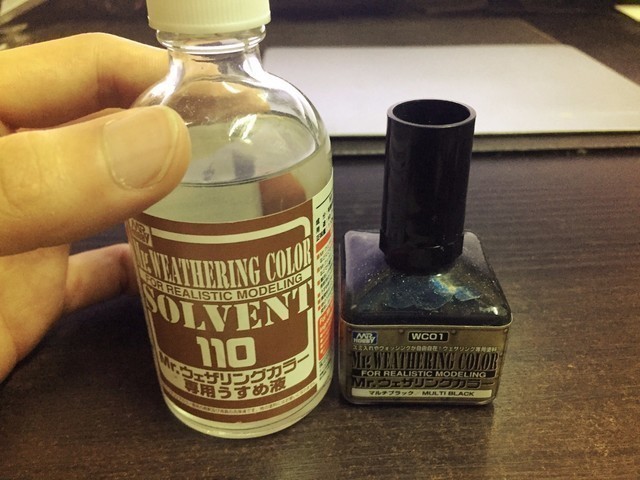 MR. HOBBY
Mr. WEATHERING COLOR
FOR REALISTIC MODELING
SOLVENT
110
Mr.ウェザリングカラー
専用うすめ液
MR. HOBBY
WC01
Mr. WEATHERING COLOR
FOR REALISTIC MODELING
Mr.ウェザリングカラー
マルチブラック MULTI BLACK